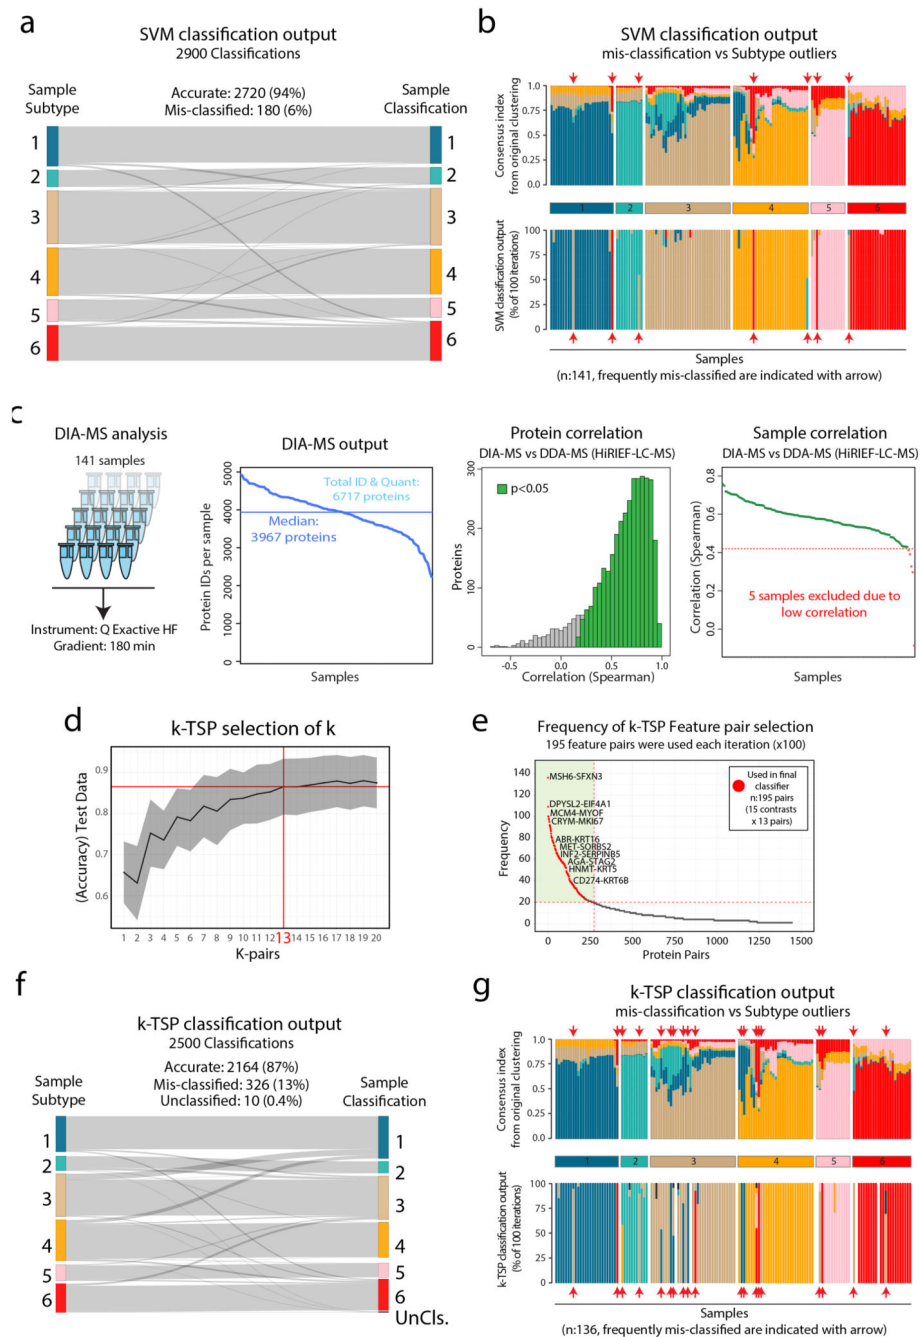 a
SVM classification output
2900 Classifications
Sample
Subtype
Accurate: 2720 (94%)
Mis-classified: 180 (6%)
Sample
Classification
1
2
3
4
5
6
1
2
3
4
5
6
b
SVM classification output
mis-classification vs Subtype outliers
Consensus index
from original clustering
1.0
0.75
0.5
0.25
0.0
1
2
3
4
5
6
SVM classification output
(% of 100 iterations)
100
75
50
25
0
Samples
(n:141, frequently mis-classified are indicated with arrow)
c
DIA-MS analysis
141 samples
Instrument: Q Exactive HF
Gradient: 180 min
DIA-MS output
Protein IDs per sample
5000
4000
3000
2000
1000
0
Total ID & Quant:
6717 proteins
Median:
3967 proteins
Samples
Protein correlation
DIA-MS vs DDA-MS (HiRIEF-LC-MS)
Proteins
300
200
100
0
p<0.05
-0.5
0.0
0.5
1.0
Correlation (Spearman)
Sample correlation
DIA-MS vs DDA-MS (HiRIEF-LC-MS)
Correlation (Spearman)
0.8
0.6
0.4
0.2
0.0
5 samples excluded due to
low correlation
Samples
d
k-TSP selection of k
(Accuracy) Test Data
0.9
0.8
0.7
0.6
1 2 3 4 5 6 7 8 9 10 11 12 13 14 15 16 17 18 19 20
K-pairs
e
Frequency of k-TSP Feature pair selection
195 feature pairs were used each iteration (x100)
Frequency
140
120
100
80
60
40
20
0
MSH6-SFXN3
DPYSL2-EIF4A1
MCM4-MYOF
CRYM-MKI67
ABR-KRT16
MET-SORBS2
INF2-SERPINB5
AGA-STAG2
HNMT-KRT5
CD274-KRT6B
Used in final
classifier
n:195 pairs
(15 contrasts
x 13 pairs)
0
250
500
750
1000
1250
1500
Protein Pairs
f
k-TSP classification output
2500 Classifications
Sample
Subtype
Accurate: 2164 (87%)
Mis-classified: 326 (13%)
Unclassified: 10 (0.4%)
Sample
Classification
1
2
3
4
5
6
1
2
3
4
5
6
UnCls.
g
k-TSP classification output
mis-classification vs Subtype outliers
Consensus index
from original clustering
1.0
0.75
0.5
0.25
0.0
1
2
3
4
5
6
k-TSP classification output
(% of 100 iterations)
100
75
50
25
0
Samples
(n:136, frequently mis-classified are indicated with arrow)